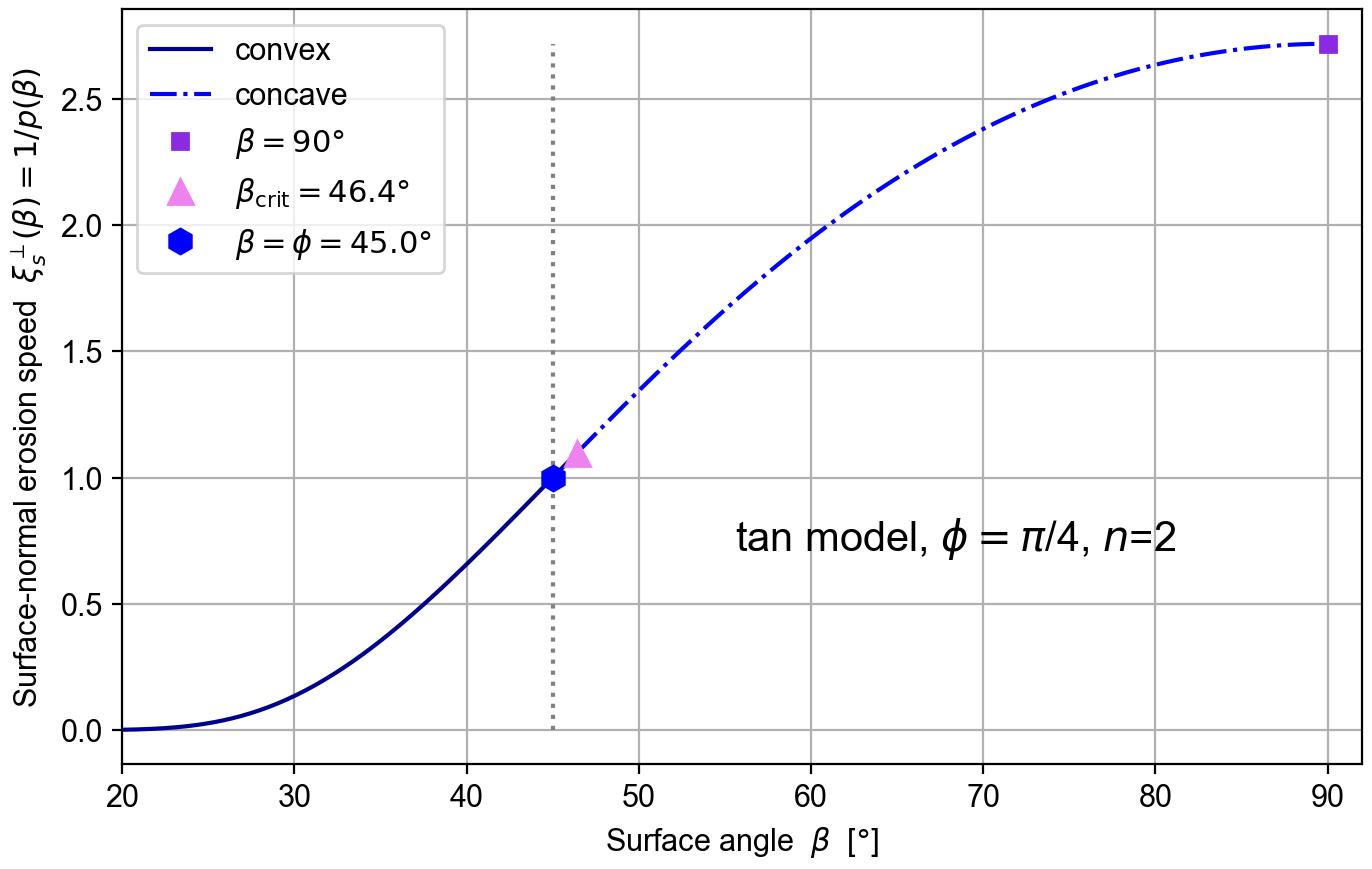 convex
concave
β = 90°
β_crit = 46.4°
β = ϕ = 45.0°
Surface-normal erosion speed ξ_s^⊥(β) = 1/p(β)
2.5
2.0
1.5
1.0
0.5
0.0
tan model, ϕ = π/4, n=2
20 30 40 50 60 70 80 90
Surface angle β [°]